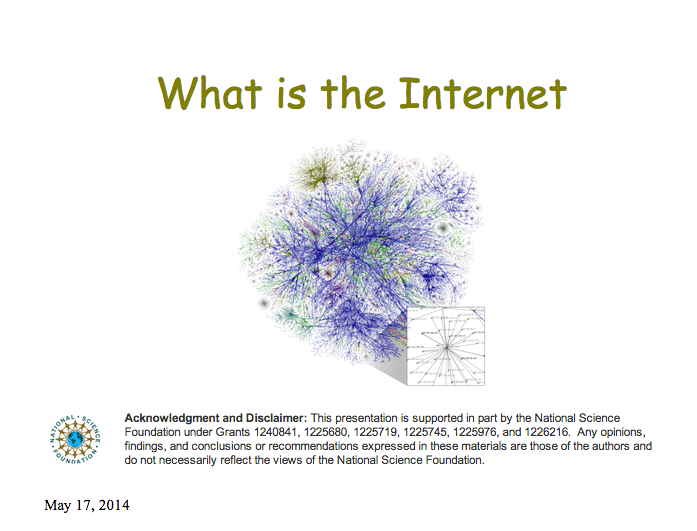 What is the Internet
NATIONAL SCIENCE FOUNDATION
Acknowledgment and Disclaimer: This presentation is supported in part by the National Science
Foundation under Grants 1240841, 1225680, 1225719, 1225745, 1225976, and 1226216.  Any opinions,
findings, and conclusions or recommendations expressed in these materials are those of the authors and
do not necessarily reflect the views of the National Science Foundation.
May 17, 2014